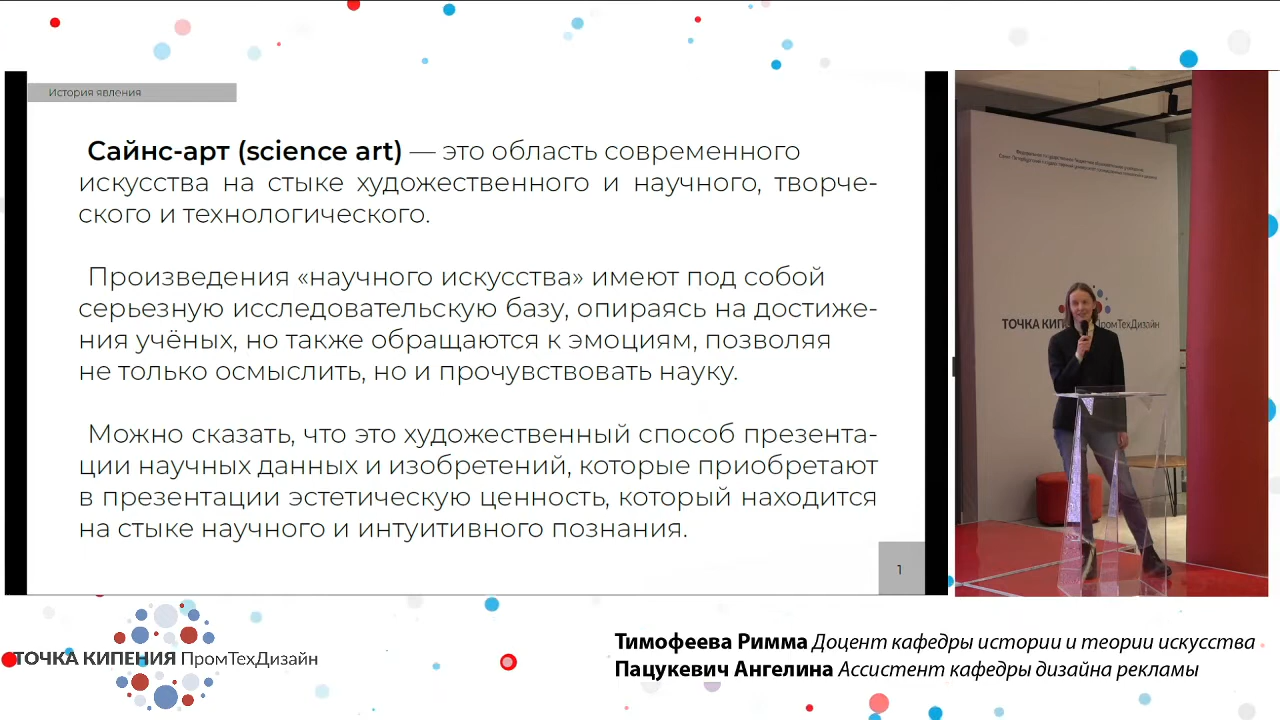 История явления
Сайнс-арт (science art) — это область современного
искусства на стыке художественного и научного, творче-
ского и технологического.
Произведения «научного искусства» имеют под собой
серьезную исследовательскую базу, опираясь на достиже-
ния учёных, но также обращаются к эмоциям, позволяя
не только осмыслить, но и прочувствовать науку.
Можно сказать, что это художественный способ презента-
ции научных данных и изобретений, которые приобретают
в презентации эстетическую ценность, который находится
на стыке научного и интуитивного познания.
1
ТОЧКА КИП ПромТехДизайн
ТОЧКА КИПЕНИЯ ПромТехДизайн
Тимофеева Римма Доцент кафедры истории и теории искусства
Пацукевич Ангелина Ассистент кафедры дизайна рекламы